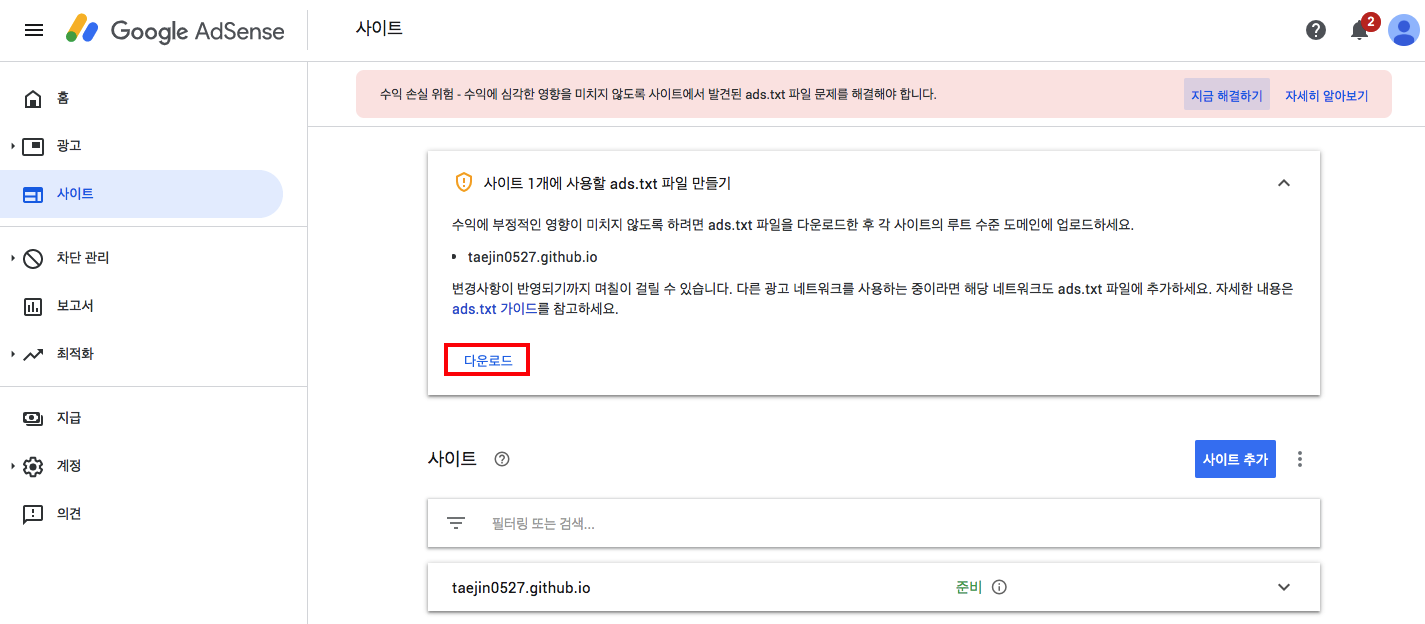 Google AdSense
사이트
2
홈
광고
사이트
차단 관리
보고서
최적화
지급
계정
의견
수익 손실 위험 - 수익에 심각한 영향을 미치지 않도록 사이트에서 발견된 ads.txt 파일 문제를 해결해야 합니다.
지금 해결하기
자세히 알아보기
사이트 1개에 사용할 ads.txt 파일 만들기
수익에 부정적인 영향이 미치지 않도록 하려면 ads.txt 파일을 다운로드한 후 각 사이트의 루트 수준 도메인에 업로드하세요.
• taejin0527.github.io
변경사항이 반영되기까지 며칠이 걸릴 수 있습니다. 다른 광고 네트워크를 사용하는 중이라면 해당 네트워크도 ads.txt 파일에 추가하세요. 자세한 내용은
ads.txt 가이드를 참고하세요.
다운로드
사이트
사이트 추가
필터링 또는 검색...
taejin0527.github.io
준비